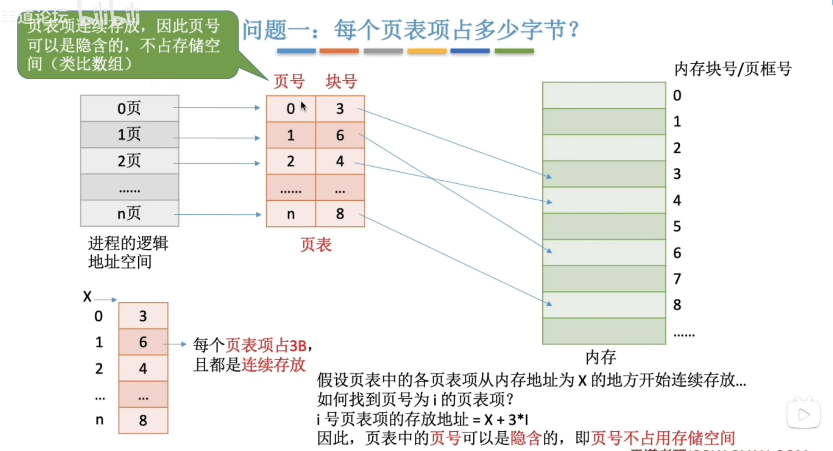 王道论坛
bilibili
问题一：每个页表项占多少字节？
页表项连续存放，因此页号
可以是隐含的，不占存储空
间（类比数组）
页号 块号
0页
1页
2页
......
n页
进程的逻辑
地址空间
0 3
1 6
2 4
...... ...
n 8
页表
内存块号/页框号
0
1
2
3
4
5
6
7
8
......
内存
X
0 3
1 6
2 4
... ...
n 8
每个页表项占3B，
且都是连续存放
假设页表中的各页表项从内存地址为 X 的地方开始连续存放...
如何找到页号为 i 的页表项？
i 号页表项的存放地址 = X + 3*I
因此，页表中的页号可以是隐含的，即页号不占用存储空间